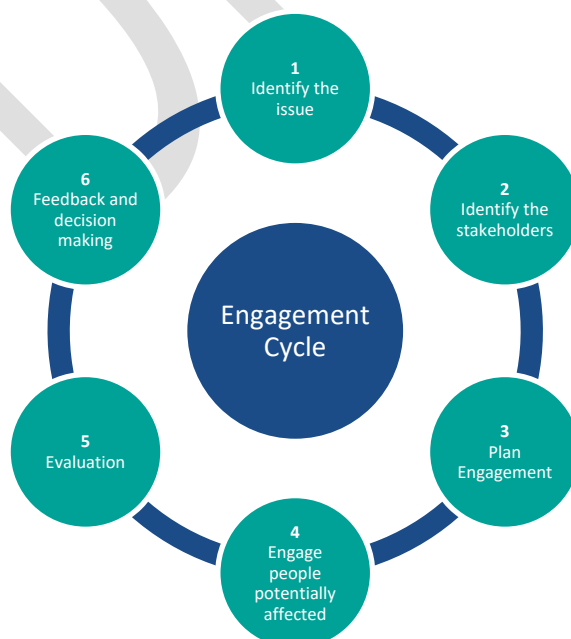 1
Identify the
issue
2
Identify the
stakeholders
3
Plan
Engagement
4
Engage
people
potentially
affected
5
Evaluation
6
Feedback and
decision
making
Engagement
Cycle